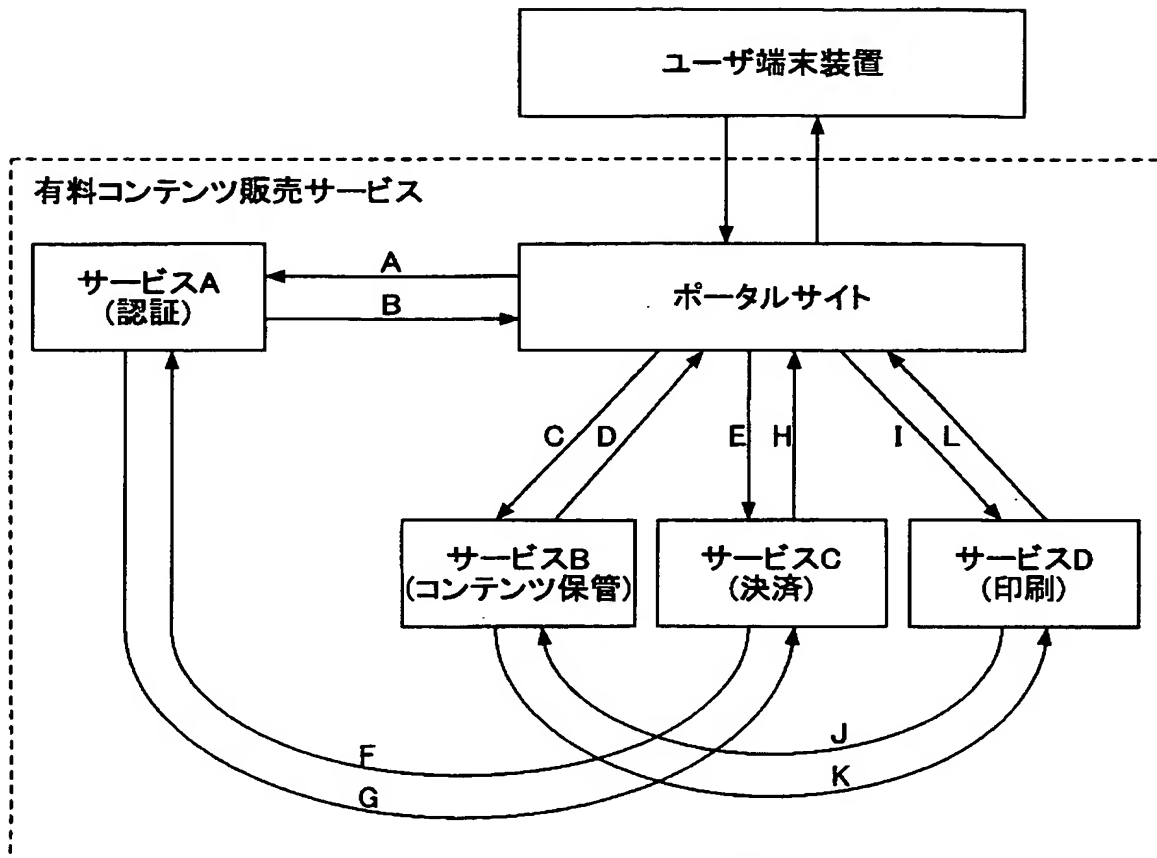 ユーザ端末装置
有料コンテンツ販売サービス
サービスA
(認証)
A
B
ポータルサイト
C
D
E
H
I
L
サービスB
(コンテンツ保管)
サービスC
(決済)
サービスD
(印刷)
F
G
J
K